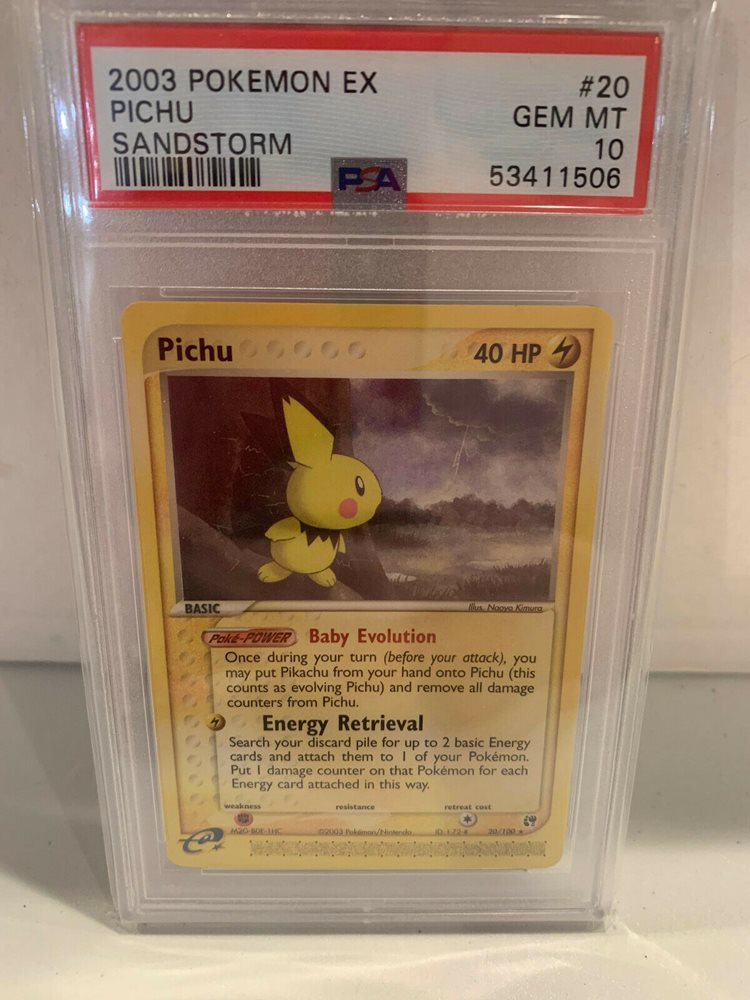 2003 POKEMON EX #20
PICHU GEM MT
SANDSTORM 10
PSA 53411506
Pichu 40 HP
BASIC Illus. Naoyo Kimura
Poké-POWER Baby Evolution
Once during your turn (before your attack), you
may put Pikachu from your hand onto Pichu (this
counts as evolving Pichu) and remove all damage
counters from Pichu.
Energy Retrieval
Search your discard pile for up to 2 basic Energy
cards and attach them to 1 of your Pokémon.
Put 1 damage counter on that Pokémon for each
Energy card attached in this way.
weakness resistance retreat cost
©2003 Pokémon/Nintendo 20/100 ★
e